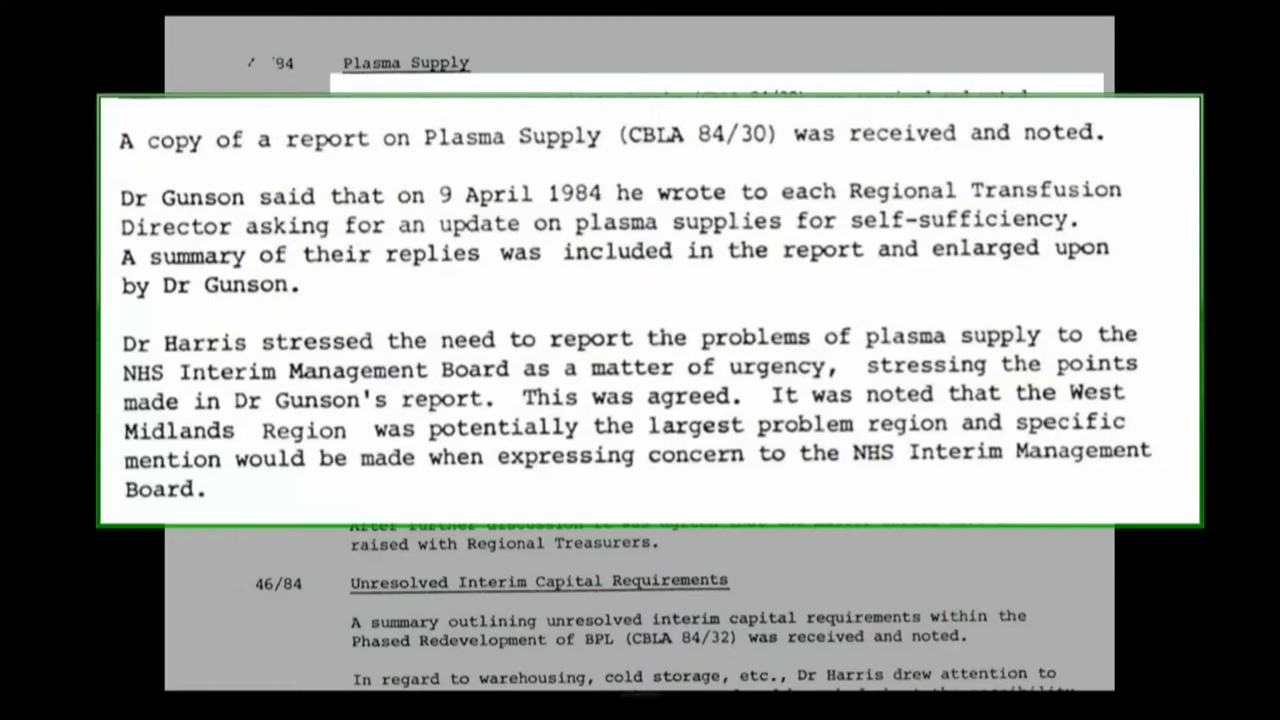 84 Plasma Supply
A copy of a report on Plasma Supply (CBLA 84/30) was received and noted.
Dr Gunson said that on 9 April 1984 he wrote to each Regional Transfusion
Director asking for an update on plasma supplies for self-sufficiency.
A summary of their replies was included in the report and enlarged upon
by Dr Gunson.
Dr Harris stressed the need to report the problems of plasma supply to the
NHS Interim Management Board as a matter of urgency, stressing the points
made in Dr Gunson's report. This was agreed. It was noted that the West
Midlands Region was potentially the largest problem region and specific
mention would be made when expressing concern to the NHS Interim Management
Board.
raised with Regional Treasurers.
46/84 Unresolved Interim Capital Requirements
A summary outlining unresolved interim capital requirements within the
Phased Redevelopment of BPL (CBLA 84/32) was received and noted.
In regard to warehousing, cold storage, etc., Dr Harris drew attention to